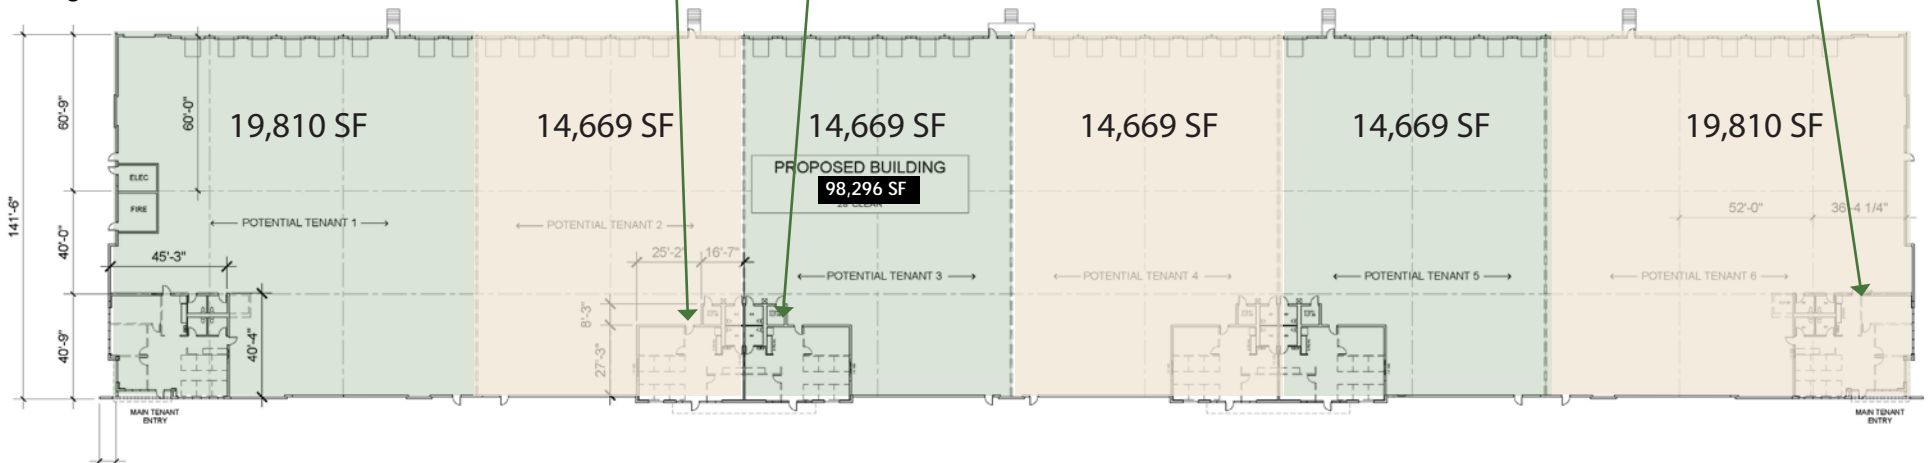 19,810 SF
14,669 SF
14,669 SF
14,669 SF
14,669 SF
19,810 SF
PROPOSED BUILDING
98,296 SF
141'-6"
60'-9"
40'-0"
40'-9"
60'-0"
ELEC
FIRE
POTENTIAL TENANT 1
POTENTIAL TENANT 2
POTENTIAL TENANT 3
POTENTIAL TENANT 4
POTENTIAL TENANT 5
POTENTIAL TENANT 6
45'-3"
40'-4"
25'-2"
16'-7"
8'-3"
27'-3"
52'-0"
4 1/4"
MAIN TENANT
ENTRY
MAIN TENANT
ENTRY